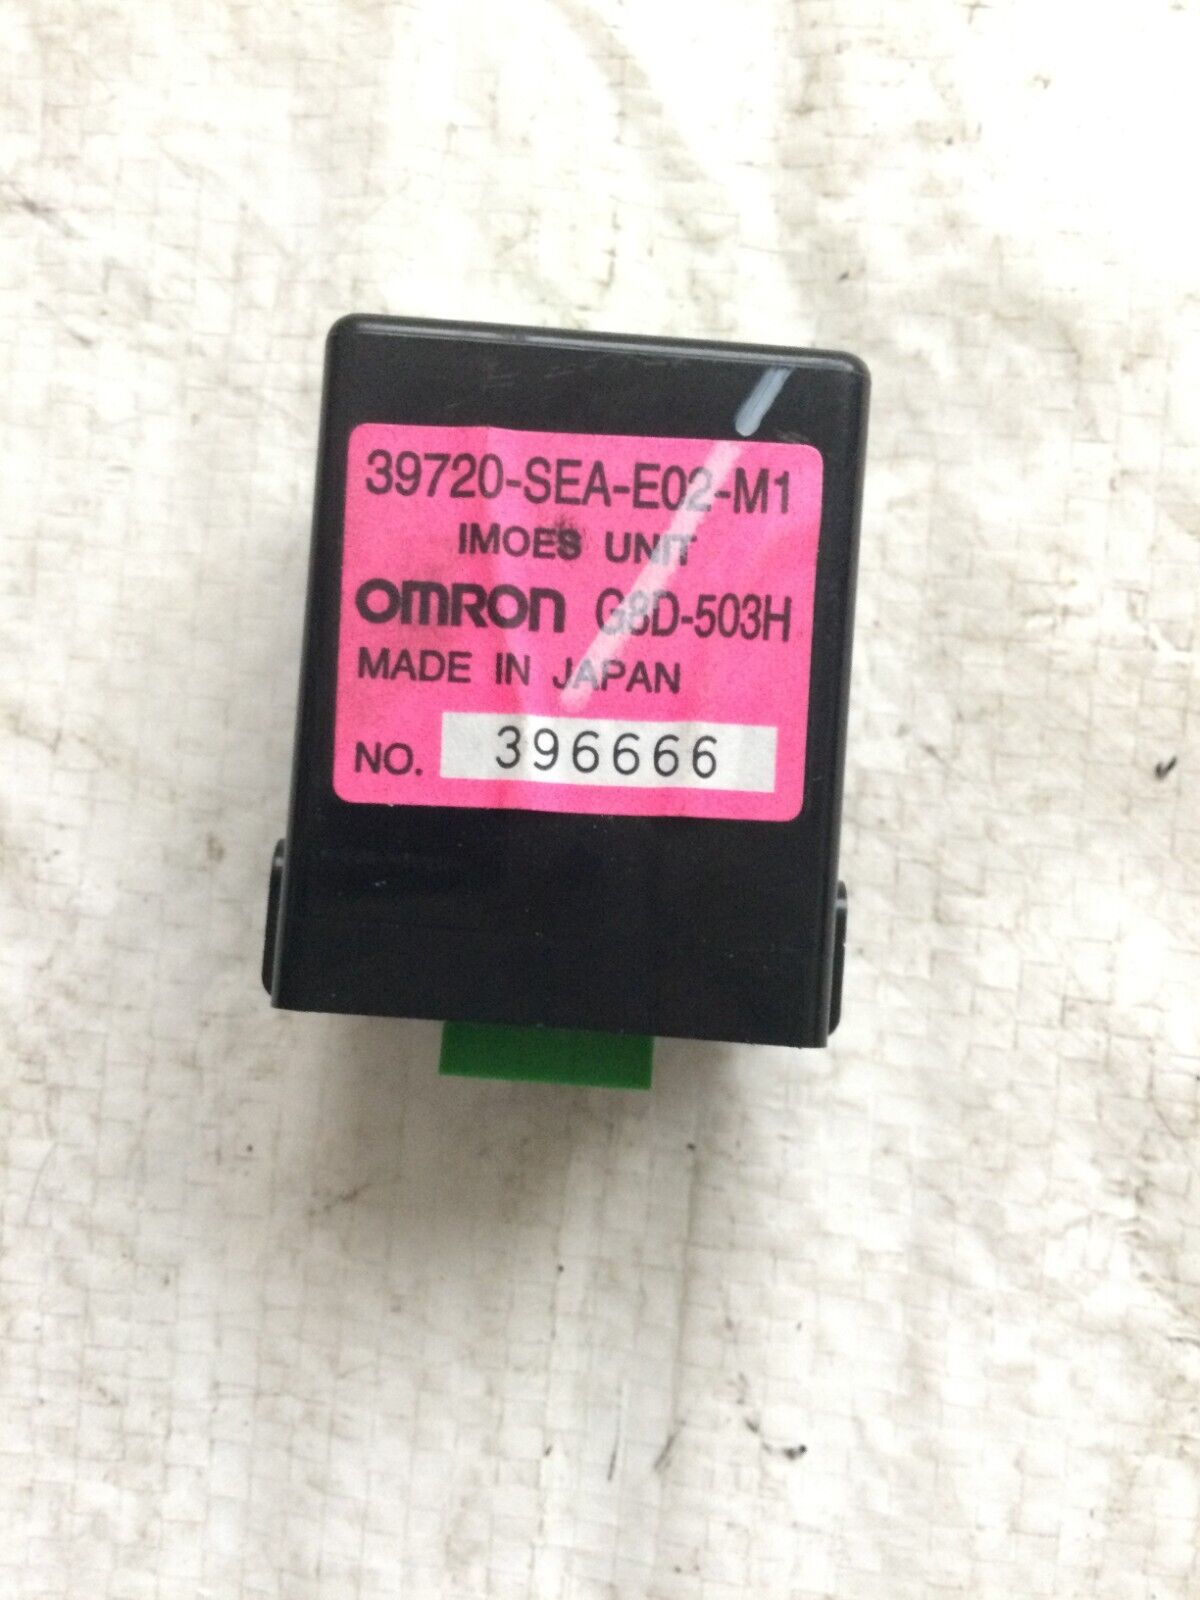 39720-SEA-E02-M1
IMOES UNIT
OMRON G8D-503H
MADE IN JAPAN
NO. 396666